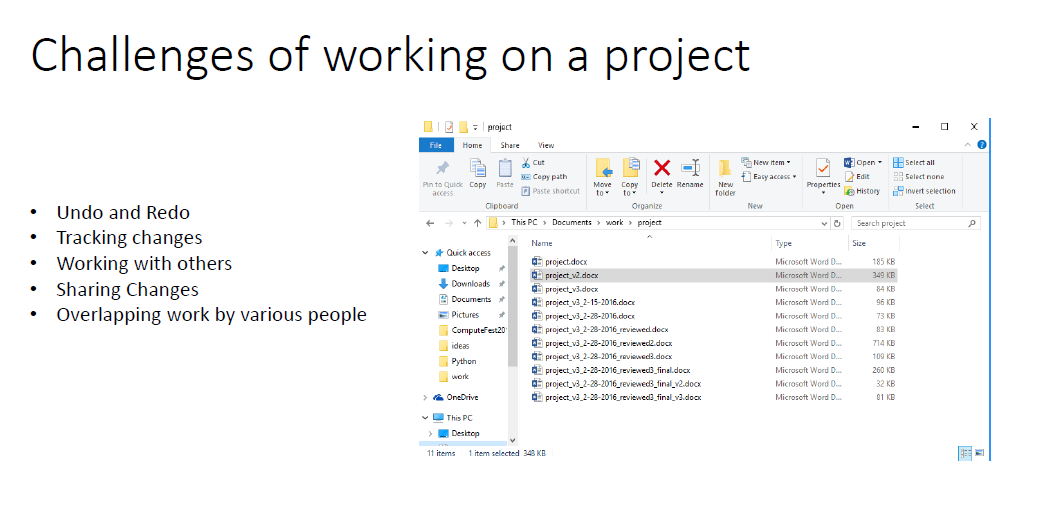 Challenges of working on a project
• Undo and Redo
• Tracking changes
• Working with others
• Sharing Changes
• Overlapping work by various people
project
File Home Share View
Pin to Quick access
Copy
Paste
Cut
Copy path
Paste shortcut
Clipboard
Move to
Copy to
Delete
Rename
Organize
New folder
New item
Easy access
New
Properties
Open
Edit
History
Open
Select all
Select none
Invert selection
Select
This PC > Documents > work > project
Search project
Quick access
Desktop
Downloads
Documents
Pictures
ComputeFest201
ideas
Python
work
OneDrive
This PC
Desktop
Name Type Size
project.docx Microsoft Word D... 185 KB
project_v2.docx Microsoft Word D... 349 KB
project_v3.docx Microsoft Word D... 84 KB
project_v3_2-15-2016.docx Microsoft Word D... 96 KB
project_v3_2-28-2016.docx Microsoft Word D... 73 KB
project_v3_2-28-2016_reviewed.docx Microsoft Word D... 83 KB
project_v3_2-28-2016_reviewed2.docx Microsoft Word D... 714 KB
project_v3_2-28-2016_reviewed3.docx Microsoft Word D... 109 KB
project_v3_2-28-2016_reviewed3_final.docx Microsoft Word D... 260 KB
project_v3_2-28-2016_reviewed3_final_v2.docx Microsoft Word D... 32 KB
project_v3_2-28-2016_reviewed3_final_v3.docx Microsoft Word D... 81 KB
11 items 1 item selected 348 KB